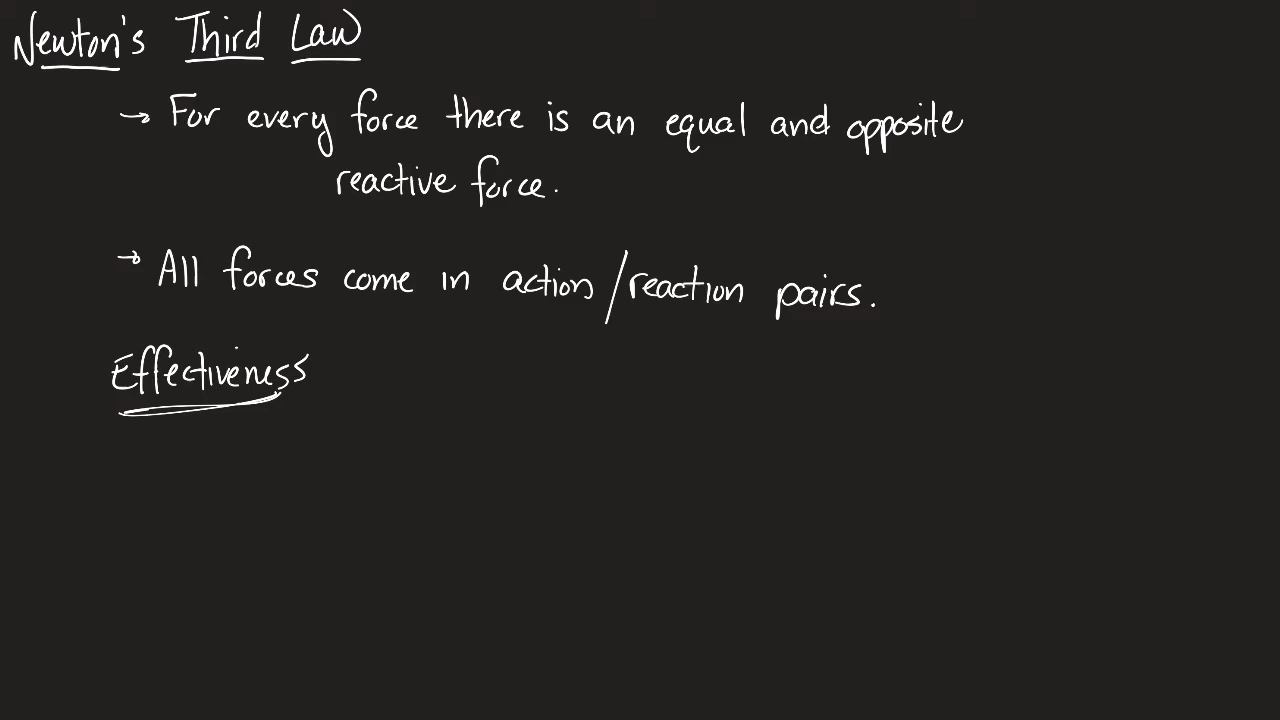 Newton's Third Law
→ For every force there is an equal and opposite
reactive force.
→ All forces come in action/reaction pairs.
Effectiveness